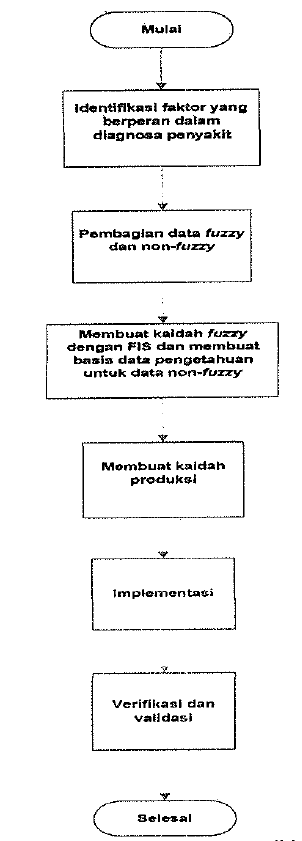 Mulai
Identifikasi faktor yang
berperan dalam
diagnosa penyakit
Pembagian data fuzzy
dan non-fuzzy
Membuat kaidah fuzzy
dengan FIS dan membuat
basis data pengetahuan
untuk data non-fuzzy
Membuat kaidah
produksi
Implementasi
Verifikasi dan
validasi
Selesai